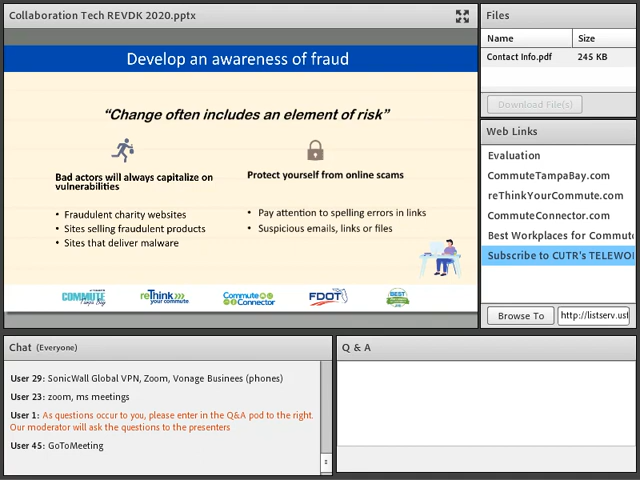 Collaboration Tech REVDK 2020.pptx
Develop an awareness of fraud
“Change often includes an element of risk”
Bad actors will always capitalize on
vulnerabilities
• Fraudulent charity websites
• Sites selling fraudulent products
• Sites that deliver malware
Protect yourself from online scams
• Pay attention to spelling errors in links
• Suspicious emails, links or files
COMMUTE
Tampa Bay
reThink
your commute
Commute
Connector
FDOT
BEST
Files
Name Size
Contact Info.pdf 245 KB
Download File(s)
Web Links
Evaluation
CommuteTampaBay.com
reThinkYourCommute.com
CommuteConnector.com
Best Workplaces for Commute
Subscribe to CUTR's TELEWO
Browse To http://listserv.usf
Chat (Everyone)
User 29: SonicWall Global VPN, Zoom, Vonage Businees (phones)
User 23: zoom, ms meetings
User 1: As questions occur to you, please enter in the Q&A pod to the right.
Our moderator will ask the questions to the presenters
User 45: GoToMeeting
Q & A